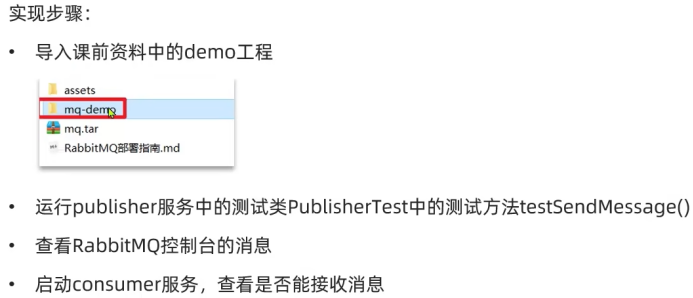 实现步骤：
• 导入课前资料中的demo工程
assets
mq-demo
mq.tar
RabbitMQ部署指南.md
• 运行publisher服务中的测试类PublisherTest中的测试方法testSendMessage()
• 查看RabbitMQ控制台的消息
• 启动consumer服务，查看是否能接收消息